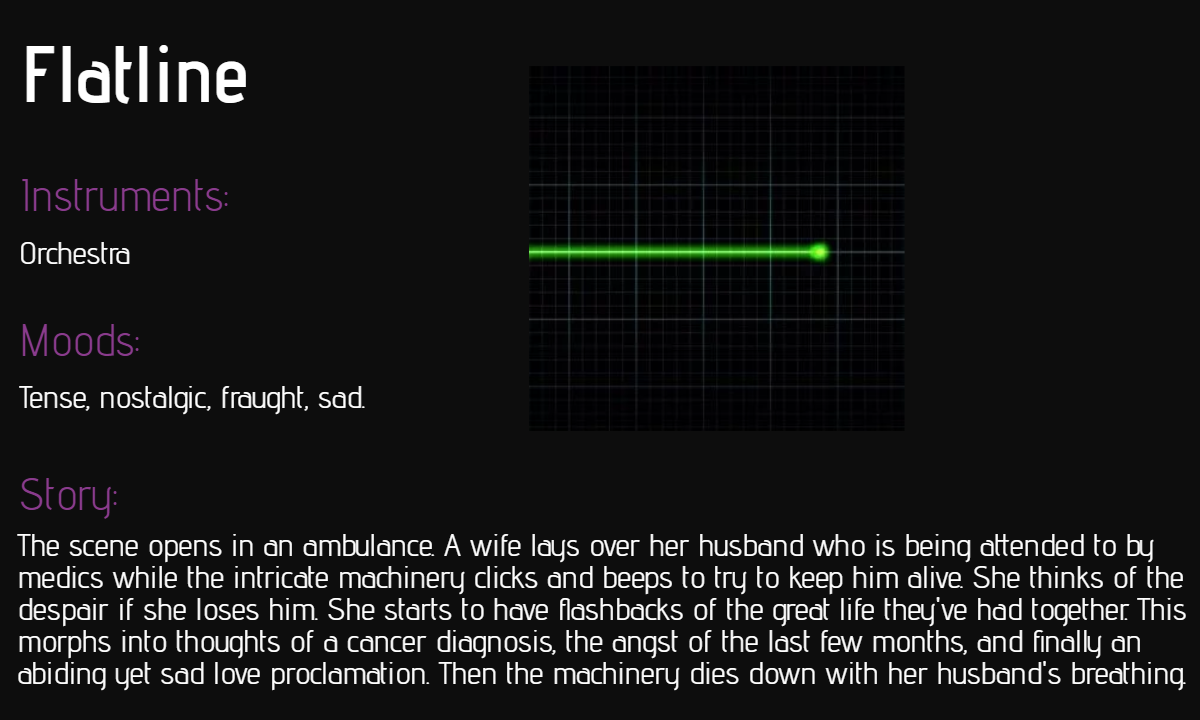 Flatline
Instruments:
Orchestra
Moods:
Tense, nostalgic, fraught, sad.
Story:
The scene opens in an ambulance. A wife lays over her husband who is being attended to by
medics while the intricate machinery clicks and beeps to try to keep him alive. She thinks of the
despair if she loses him. She starts to have flashbacks of the great life they've had together. This
morphs into thoughts of a cancer diagnosis, the angst of the last few months, and finally an
abiding yet sad love proclamation. Then the machinery dies down with her husband's breathing.